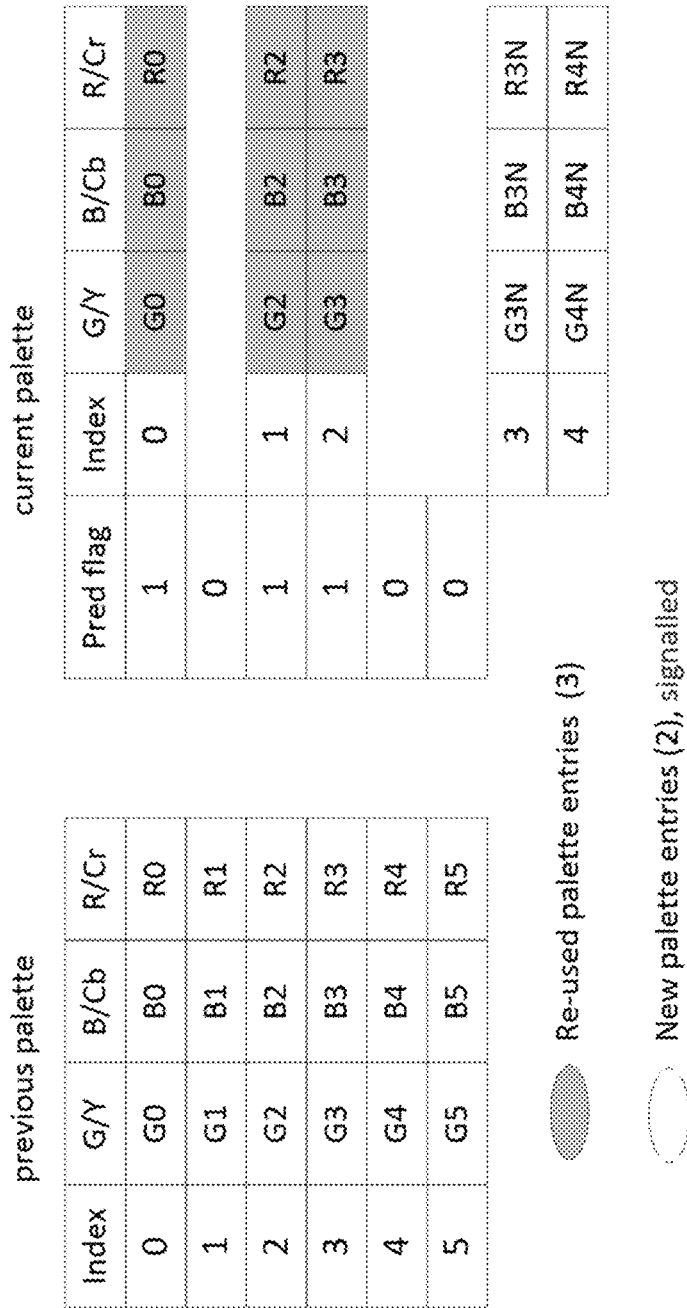 previous palette
Index G/Y B/Cb R/Cr
0 G0 B0 R0
1 G1 B1 R1
2 G2 B2 R2
3 G3 B3 R3
4 G4 B4 R4
5 G5 B5 R5
current palette
Pred flag Index G/Y B/Cb R/Cr
1 0 G0 B0 R0
0
1 1 G2 B2 R2
1 2 G3 B3 R3
0
0
3 G3N B3N R3N
4 G4N B4N R4N
Re-used palette entries (3)
New palette entries (2), signalled